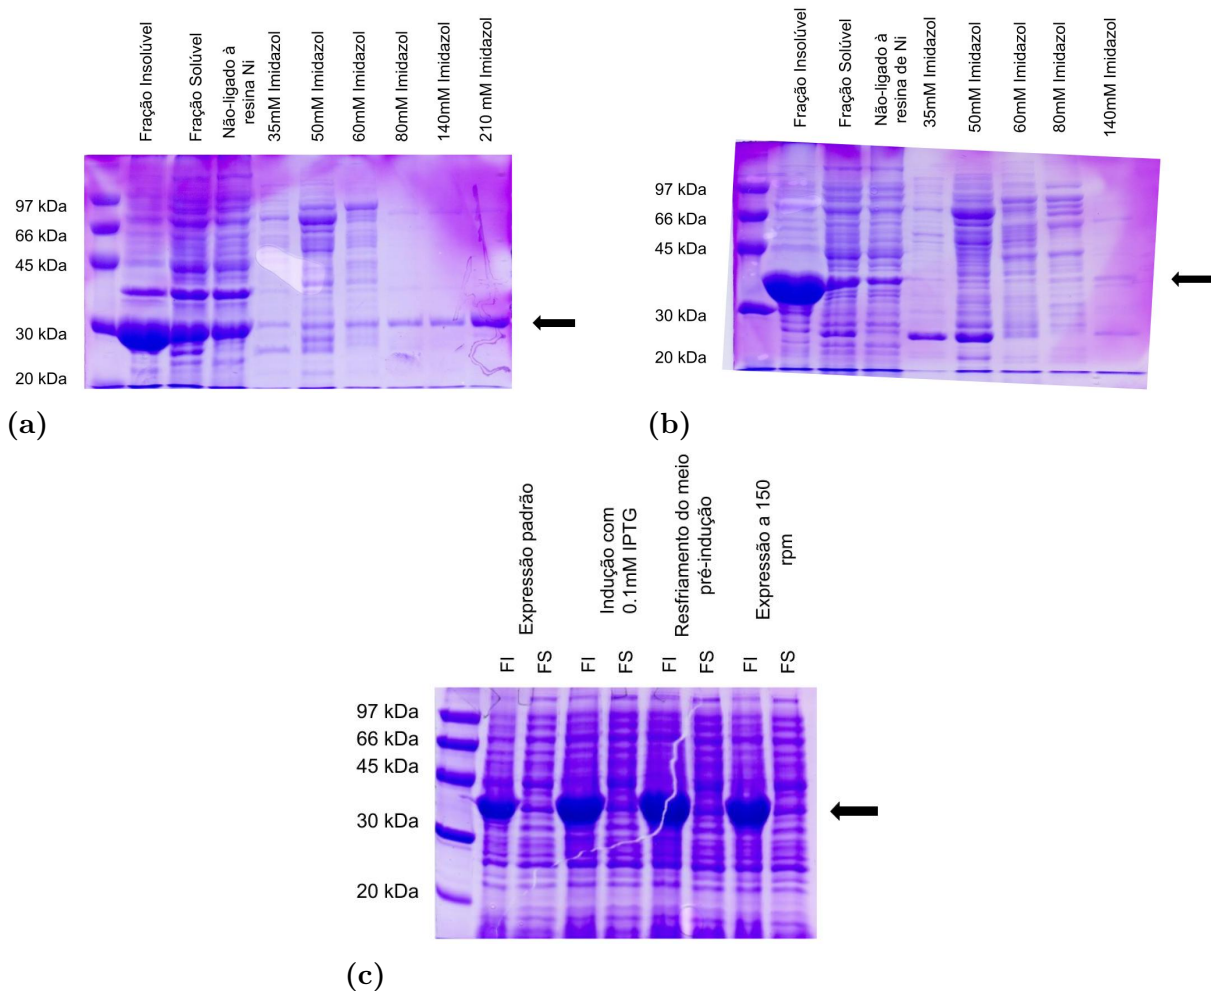 Fração Insolúvel
Fração Solúvel
Não-ligado à
resina Ni
35mM Imidazol
50mM Imidazol
60mM Imidazol
80mM Imidazol
140mM Imidazol
210 mM Imidazol
97 kDa
66 kDa
45 kDa
30 kDa
20 kDa
(a)
Fração Insolúvel
Fração Solúvel
Não-ligado à
resina de Ni
35mM Imidazol
50mM Imidazol
60mM Imidazol
80mM Imidazol
140mM Imidazol
97 kDa
66 kDa
45 kDa
30 kDa
20 kDa
(b)
Expressão padrão
Indução com
0.1mM IPTG
Resfriamento do meio
pré-indução
Expressão a 150
rpm
FI
FS
FI
FS
FI
FS
FI
FS
97 kDa
66 kDa
45 kDa
30 kDa
20 kDa
(c)